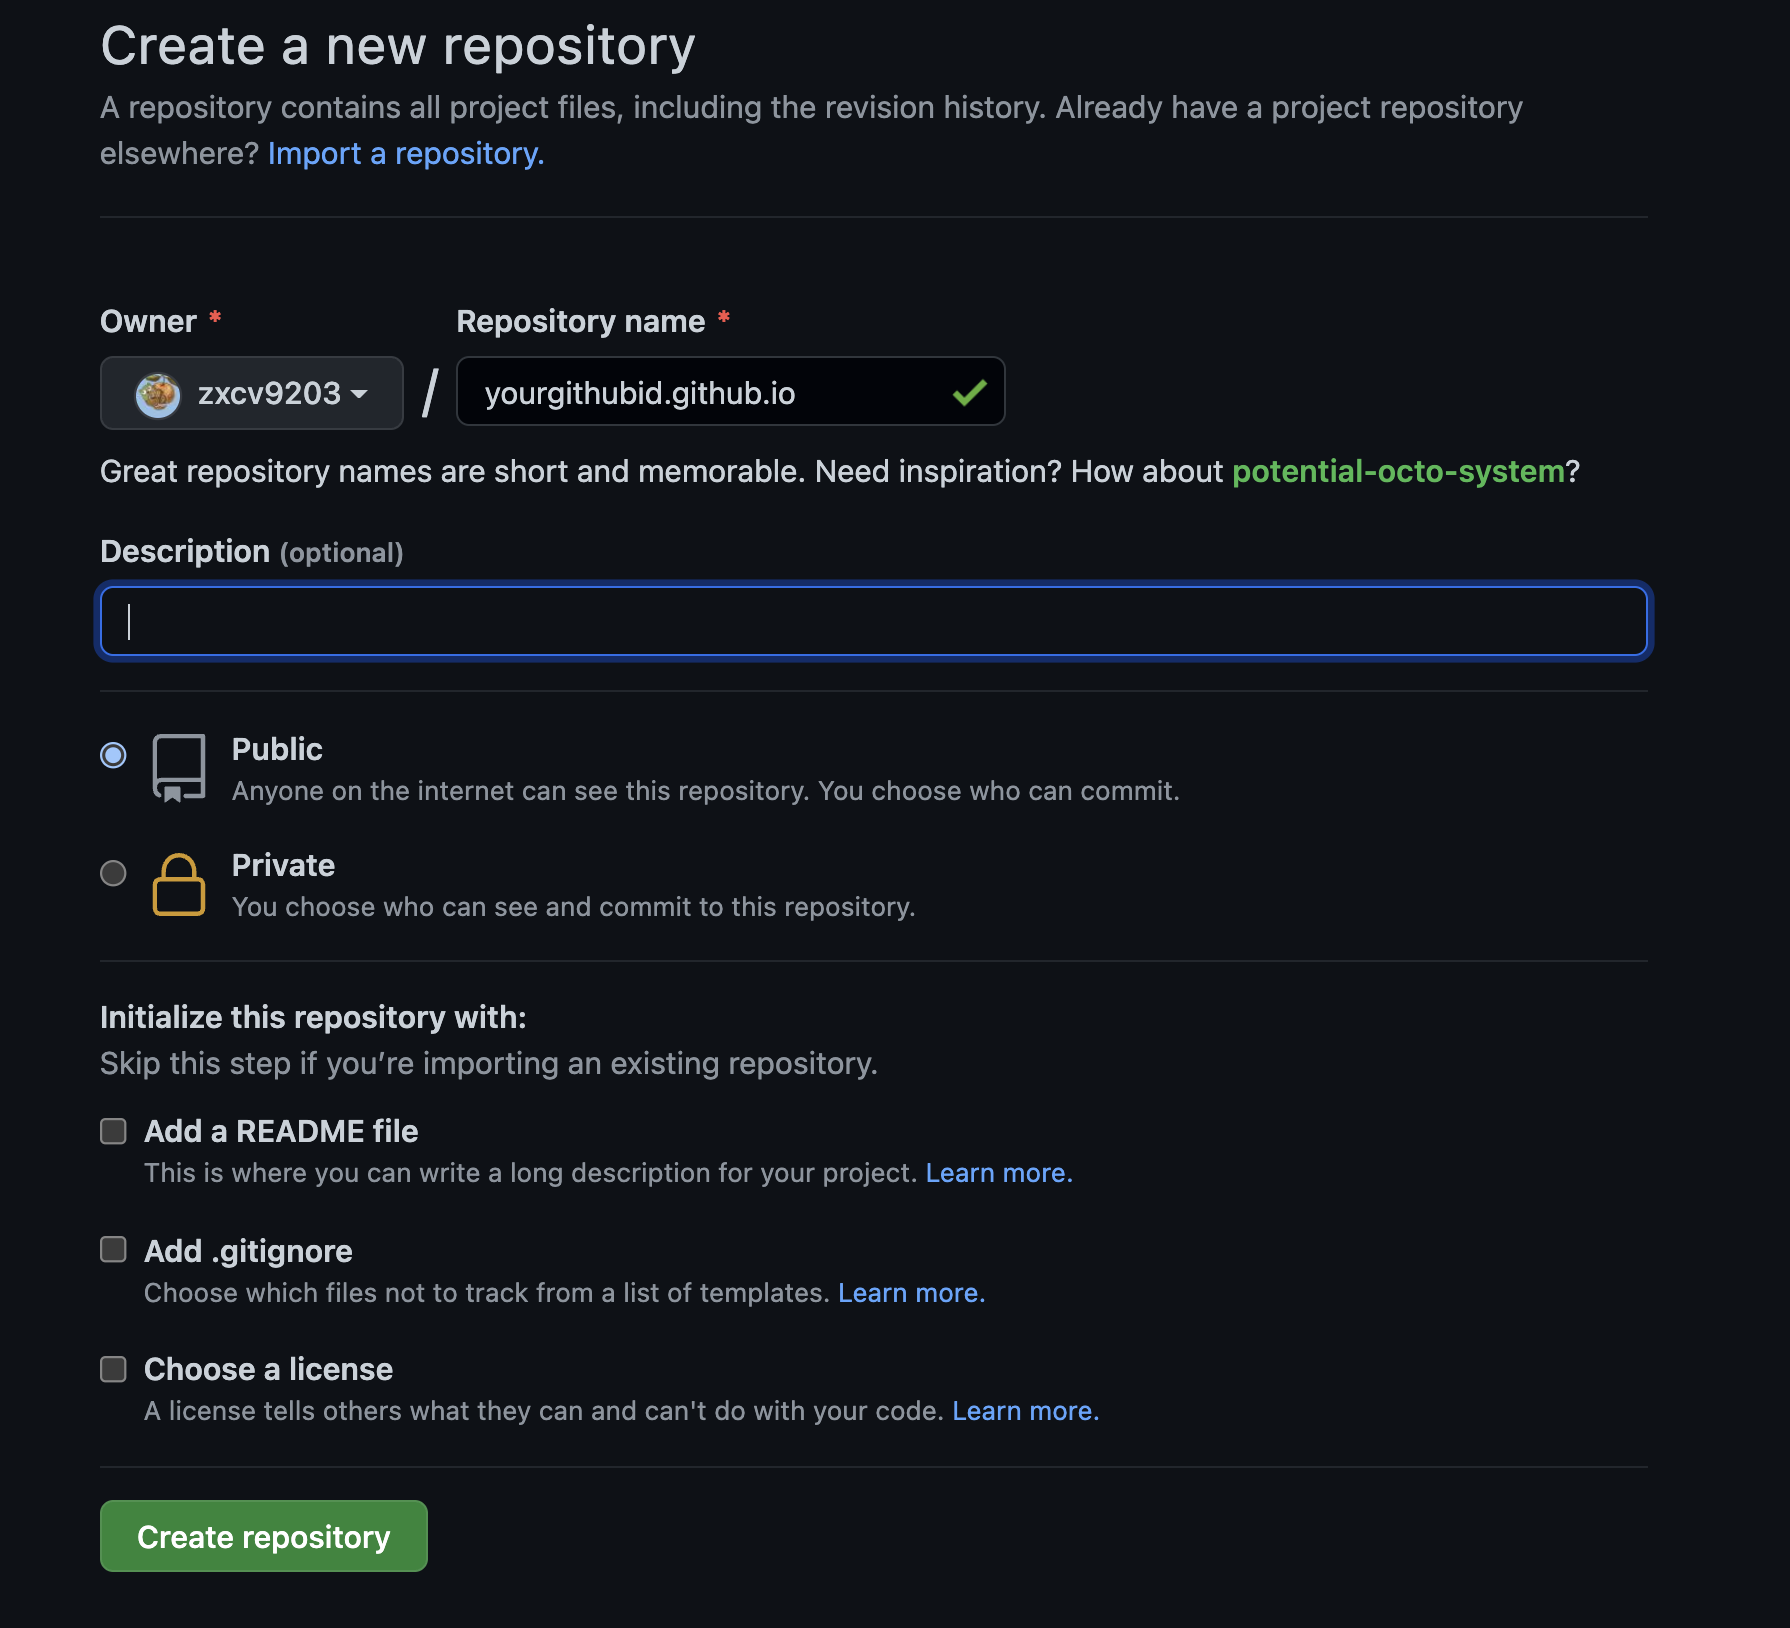 Create a new repository
A repository contains all project files, including the revision history. Already have a project repository
elsewhere? Import a repository.
Owner *
Repository name *
zxcv9203 / yourgithubid.github.io
Great repository names are short and memorable. Need inspiration? How about potential-octo-system?
Description (optional)
Public
Anyone on the internet can see this repository. You choose who can commit.
Private
You choose who can see and commit to this repository.
Initialize this repository with:
Skip this step if you’re importing an existing repository.
Add a README file
This is where you can write a long description for your project. Learn more.
Add .gitignore
Choose which files not to track from a list of templates. Learn more.
Choose a license
A license tells others what they can and can't do with your code. Learn more.
Create repository